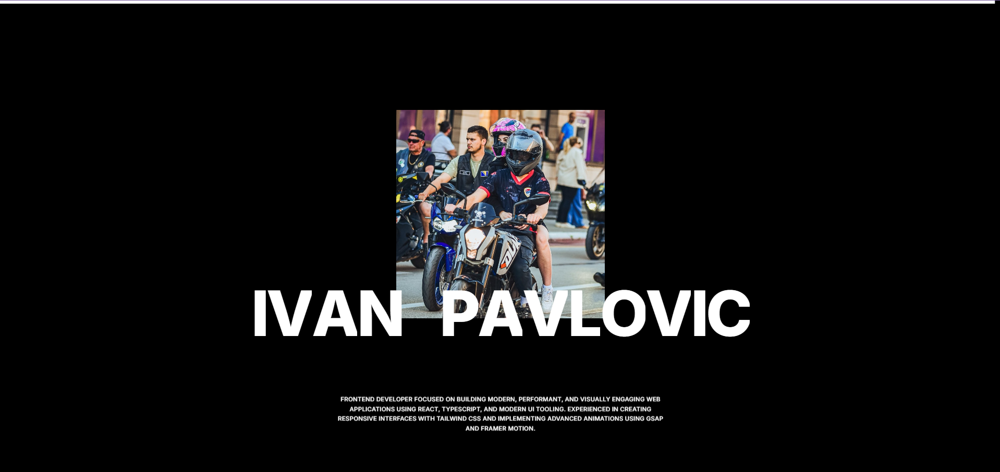 IVAN PAVLOVIC
FRONTEND DEVELOPER FOCUSED ON BUILDING MODERN, PERFORMANT, AND VISUALLY ENGAGING WEB
APPLICATIONS USING REACT, TYPESCRIPT, AND MODERN UI TOOLING. EXPERIENCED IN CREATING
RESPONSIVE INTERFACES WITH TAILWIND CSS AND IMPLEMENTING ADVANCED ANIMATIONS USING GSAP
AND FRAMER MOTION.